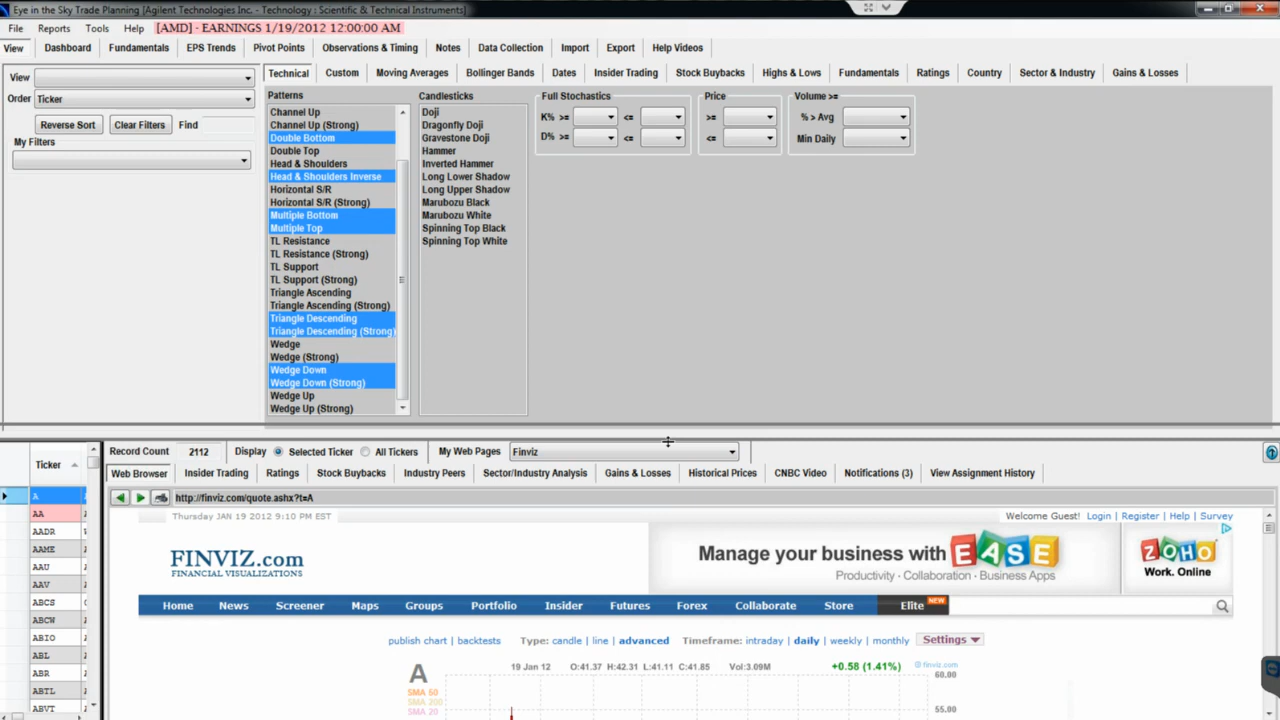 Eye in the Sky Trade Planning [Agilent Technologies Inc. - Technology : Scientific & Technical Instruments]
File Reports Tools Help [AMD] - EARNINGS 1/19/2012 12:00:00 AM
View Dashboard Fundamentals EPS Trends Pivot Points Observations & Timing Notes Data Collection Import Export Help Videos
View
Order Ticker
Reverse Sort Clear Filters Find
My Filters
Technical Custom Moving Averages Bollinger Bands Dates Insider Trading Stock Buybacks Highs & Lows Fundamentals Ratings Country Sector & Industry Gains & Losses
Patterns
Channel Up
Channel Up (Strong)
Double Bottom
Double Top
Head & Shoulders
Head & Shoulders Inverse
Horizontal S/R
Horizontal S/R (Strong)
Multiple Bottom
Multiple Top
TL Resistance
TL Resistance (Strong)
TL Support
TL Support (Strong)
Triangle Ascending
Triangle Ascending (Strong)
Triangle Descending
Triangle Descending (Strong)
Wedge
Wedge (Strong)
Wedge Down
Wedge Down (Strong)
Wedge Up
Wedge Up (Strong)
Candlesticks
Doji
Dragonfly Doji
Gravestone Doji
Hammer
Inverted Hammer
Long Lower Shadow
Long Upper Shadow
Marubozu Black
Marubozu White
Spinning Top Black
Spinning Top White
Full Stochastics
K% >= <=
D% >= <=
Price
>=
<=
Volume >=
% > Avg
Min Daily
Ticker
A
AA
AADR
AAME
AAU
AAV
ABCS
ABCW
ABIO
ABL
ABR
ABTL
ABVT
Record Count 2112 Display Selected Ticker All Tickers My Web Pages Finviz
Web Browser Insider Trading Ratings Stock Buybacks Industry Peers Sector/Industry Analysis Gains & Losses Historical Prices CNBC Video Notifications (3) View Assignment History
http://finviz.com/quote.ashx?t=A
Thursday JAN 19 2012 9:10 PM EST Welcome Guest! Login | Register | Help | Survey
FINVIZ.com
FINANCIAL VISUALIZATIONS
Manage your business with EASE
Productivity · Collaboration · Business Apps
ZOHO
Work. Online
Home News Screener Maps Groups Portfolio Insider Futures Forex Collaborate Store Elite NEW
publish chart | backtests Type: candle | line | advanced Timeframe: intraday | daily | weekly | monthly Settings
A 19 Jan 12 O:41.37 H:42.31 L:41.11 C:41.85 Vol:3.09M +0.58 (1.41%) © finviz.com
60.00
SMA 50
SMA 200
SMA 20
55.00